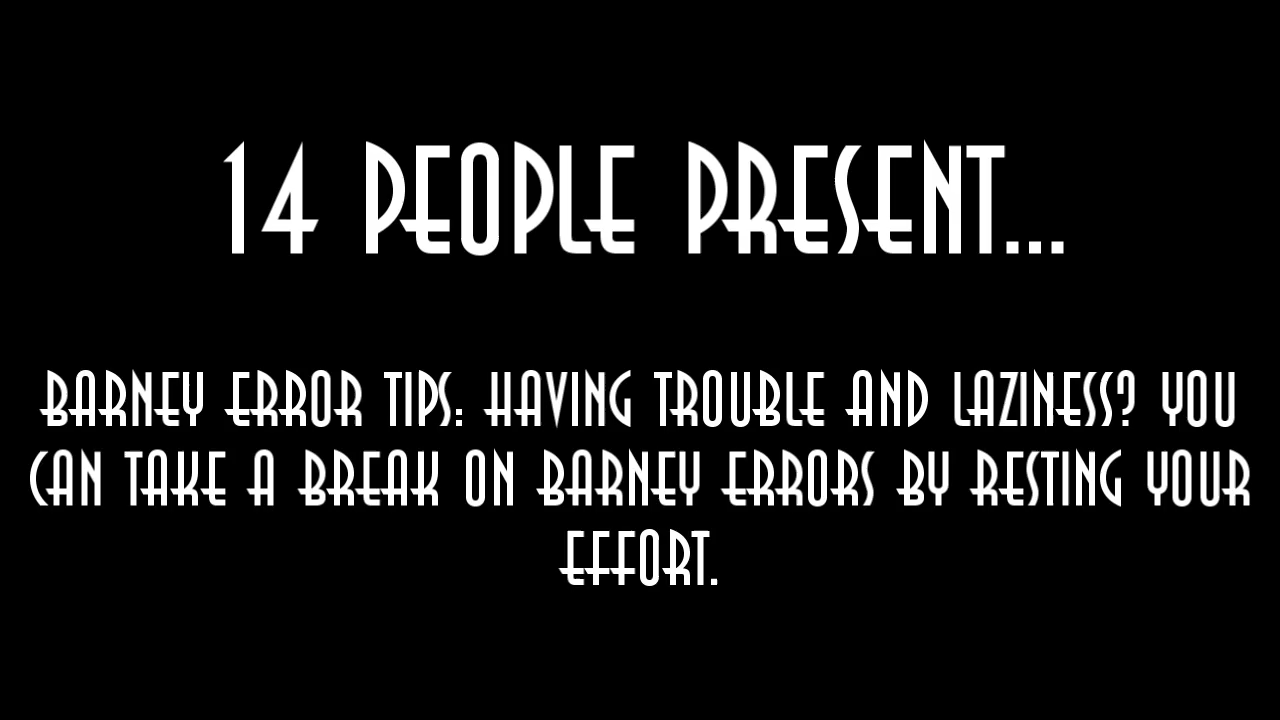 14 PEOPLE PRESENT...
BARNEY ERROR TIPS: HAVING TROUBLE AND LAZINESS? YOU
CAN TAKE A BREAK ON BARNEY ERRORS BY RESTING YOUR
EFFORT.